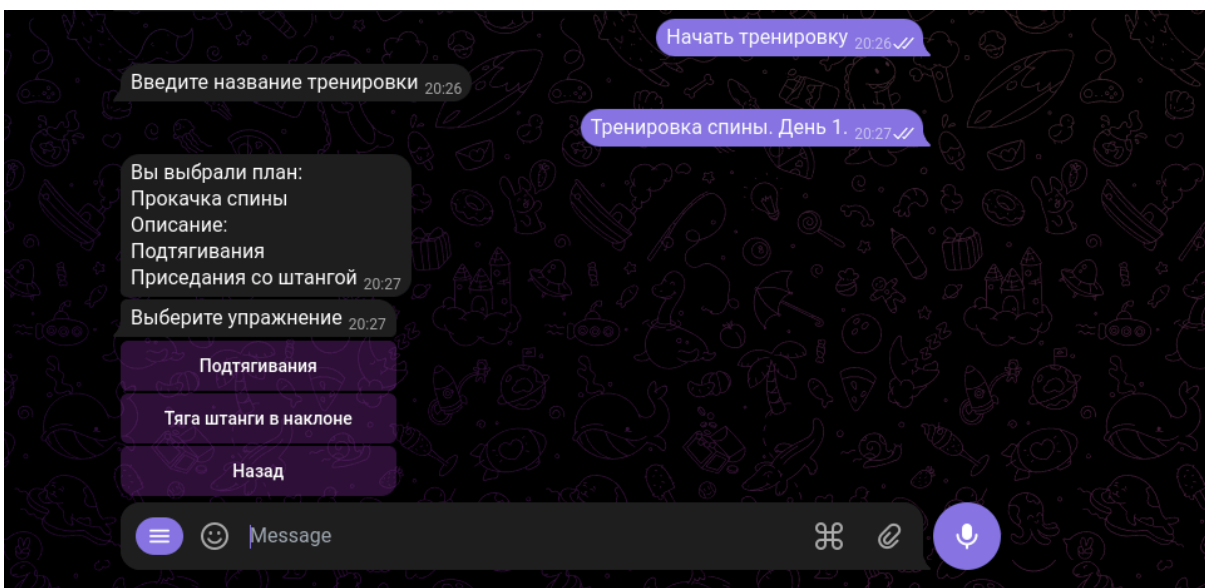 Начать тренировку 20:26
Введите название тренировки 20:26
Тренировка спины. День 1. 20:27
Вы выбрали план:
Прокачка спины
Описание:
Подтягивания
Приседания со штангой 20:27
Выберите упражнение 20:27
Подтягивания
Тяга штанги в наклоне
Назад
Message